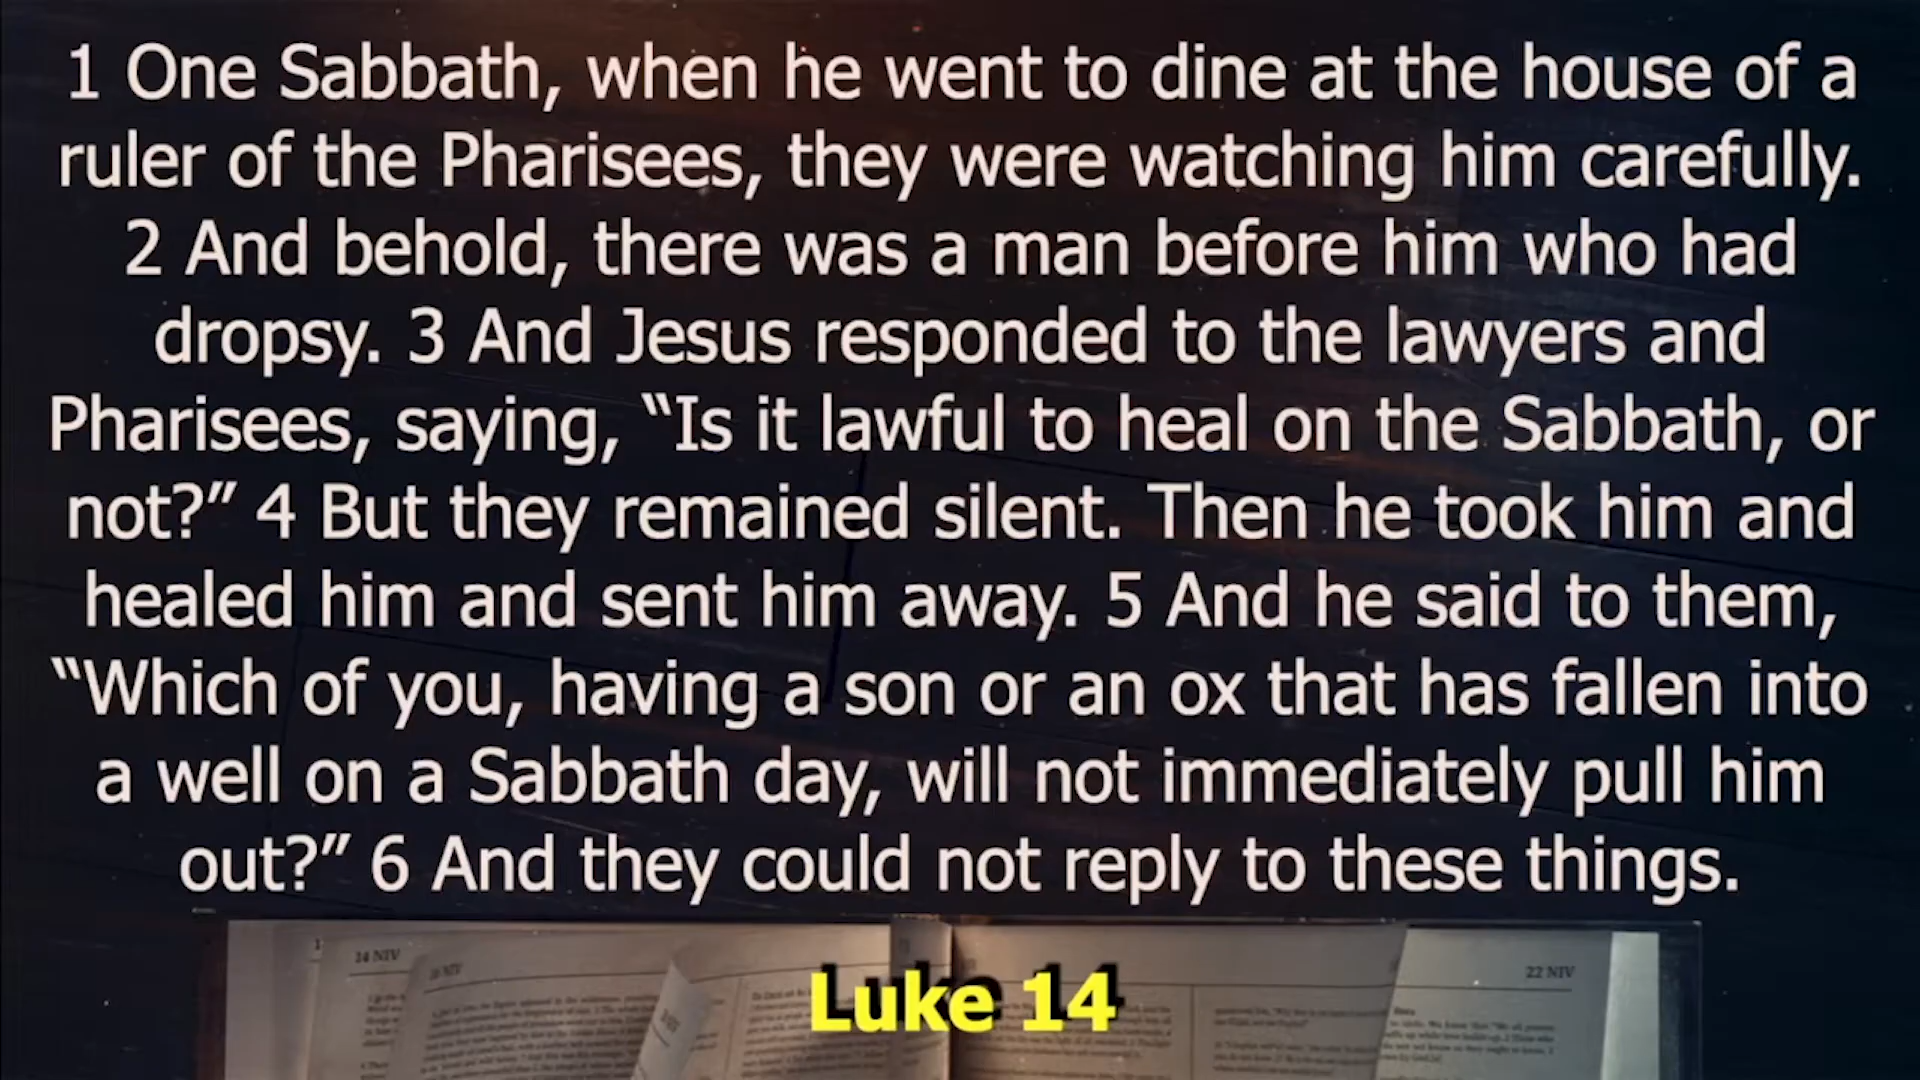 1 One Sabbath, when he went to dine at the house of a
ruler of the Pharisees, they were watching him carefully.
2 And behold, there was a man before him who had
dropsy. 3 And Jesus responded to the lawyers and
Pharisees, saying, “Is it lawful to heal on the Sabbath, or
not?” 4 But they remained silent. Then he took him and
healed him and sent him away. 5 And he said to them,
“Which of you, having a son or an ox that has fallen into
a well on a Sabbath day, will not immediately pull him
out?” 6 And they could not reply to these things.
14 NIV
22 NIV
Luke 14